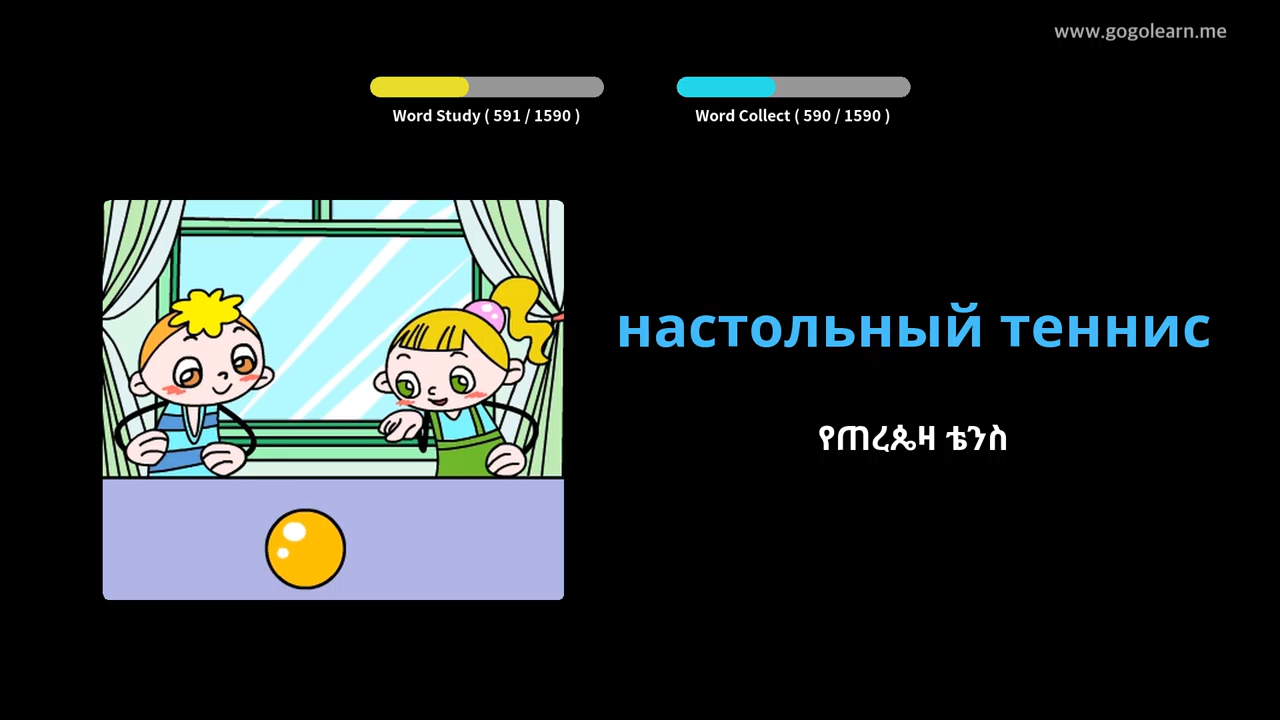 www.gogolearn.me
Word Study ( 591 / 1590 )
Word Collect ( 590 / 1590 )
настольный теннис
የጠረጴዛ ቴንስ